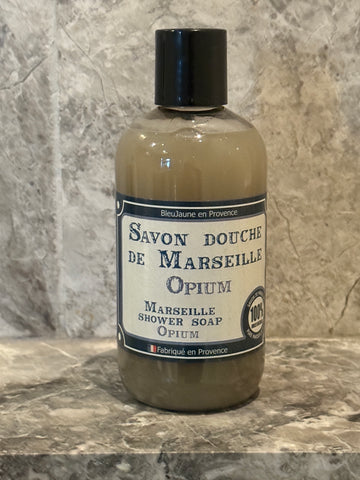 BleuJaune en Provence
SAVON DOUCHE
DE MARSEILLE
OPIUM
MARSEILLE
SHOWER SOAP
OPIUM
Fabriqué en Provence
100%